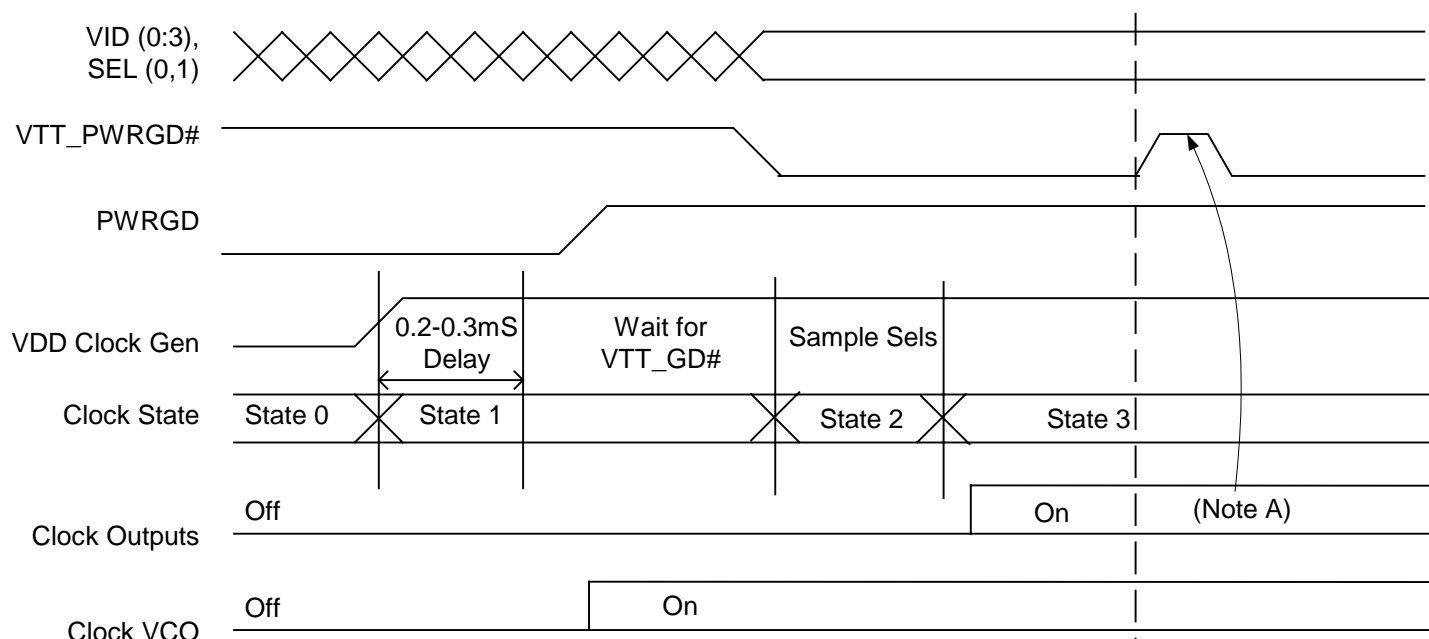 VID (0:3),
SEL (0,1)
VTT_PWRGD#
PWRGD
VDD Clock Gen
0.2-0.3mS
Delay
Wait for
VTT_GD#
Sample Sels
Clock State
State 0
State 1
State 2
State 3
Clock Outputs
Off
On
(Note A)
Clock VCO
Off
On